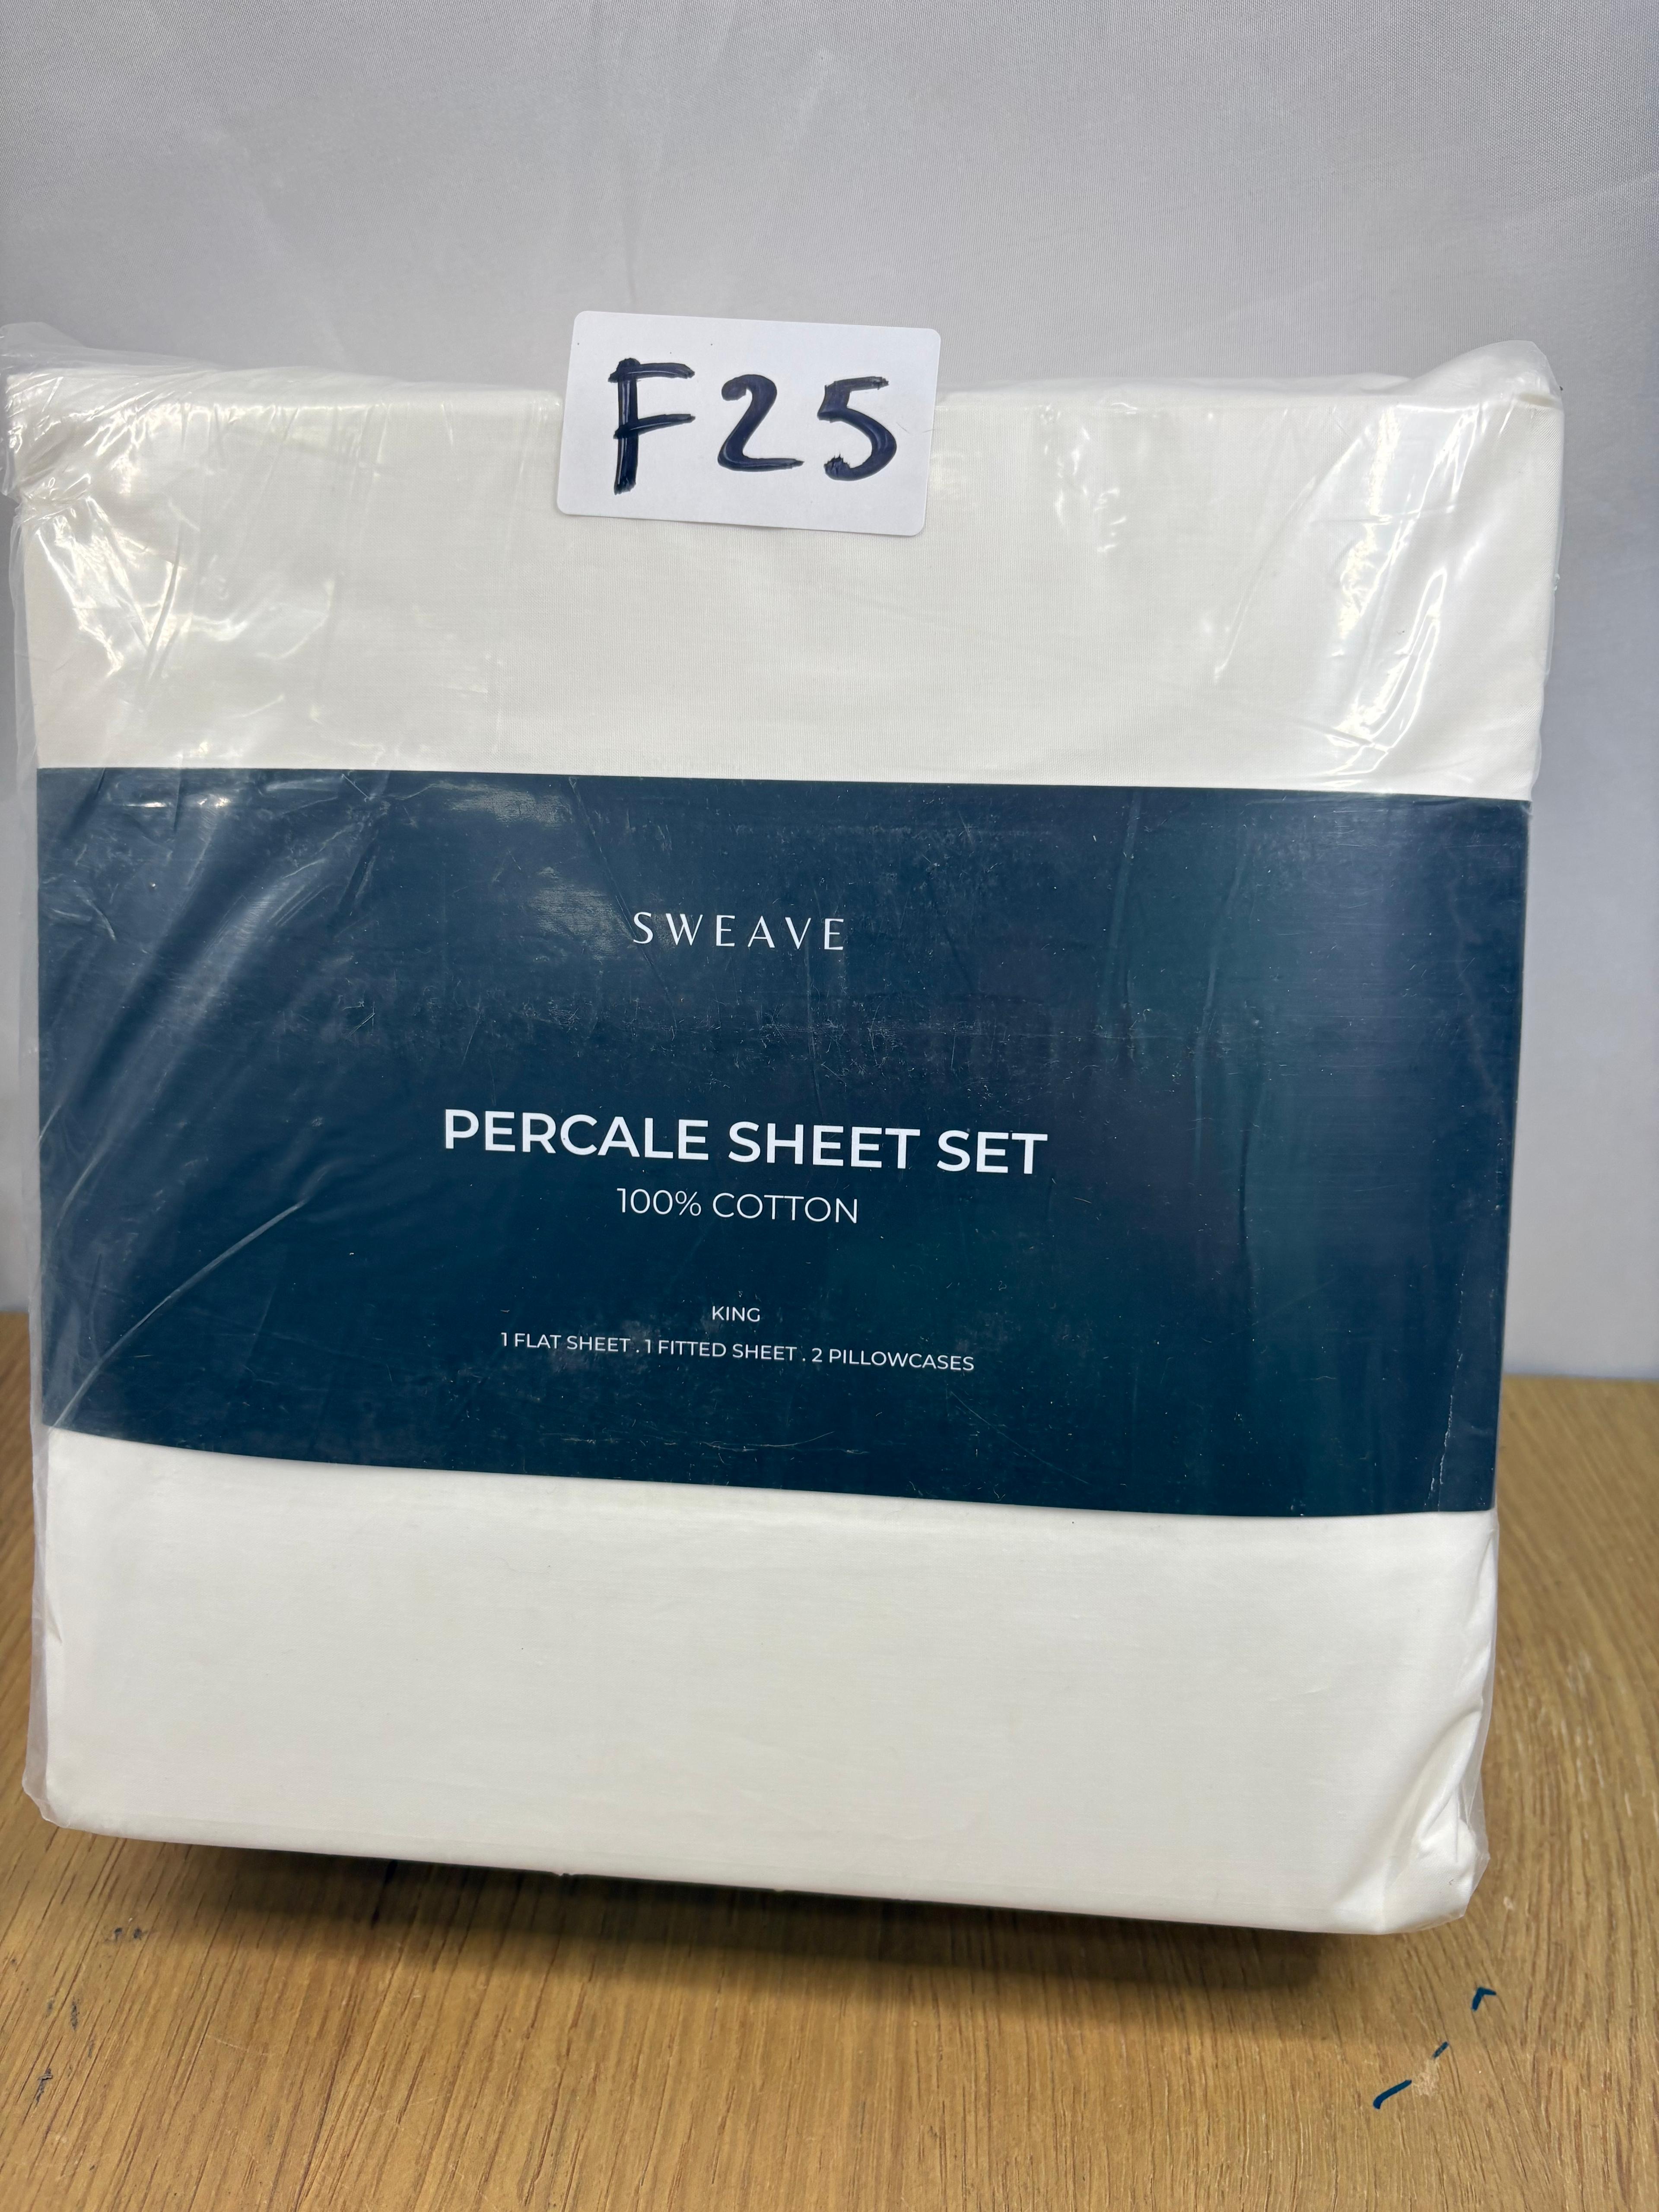 F25
SWEAVE
PERCALE SHEET SET
100% COTTON
KING
1 FLAT SHEET . 1 FITTED SHEET . 2 PILLOWCASES